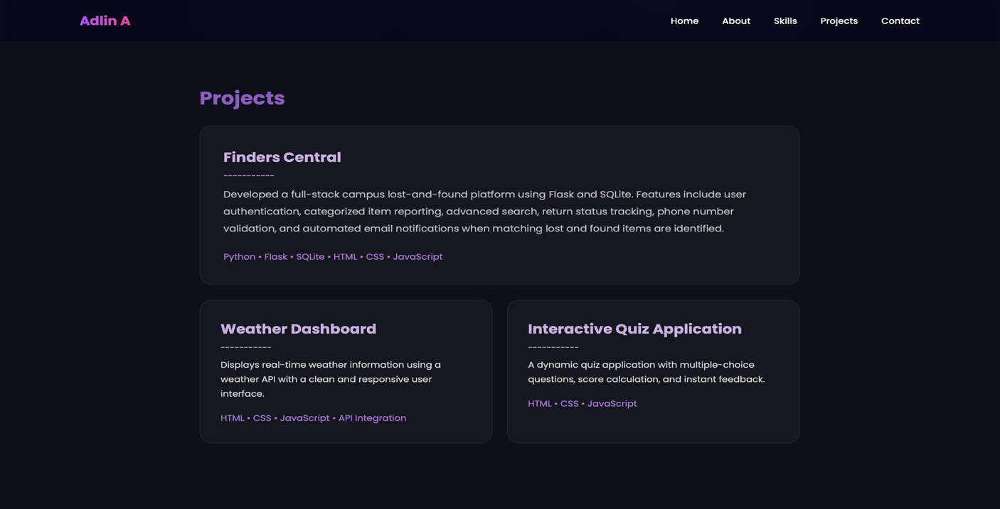 Adlin A
Home About Skills Projects Contact
Projects
Finders Central
-----------
Developed a full-stack campus lost-and-found platform using Flask and SQLite. Features include user
authentication, categorized item reporting, advanced search, return status tracking, phone number
validation, and automated email notifications when matching lost and found items are identified.
Python • Flask • SQLite • HTML • CSS • JavaScript
Weather Dashboard
-----------
Displays real-time weather information using a
weather API with a clean and responsive user
interface.
HTML • CSS • JavaScript • API Integration
Interactive Quiz Application
-----------
A dynamic quiz application with multiple-choice
questions, score calculation, and instant feedback.
HTML • CSS • JavaScript